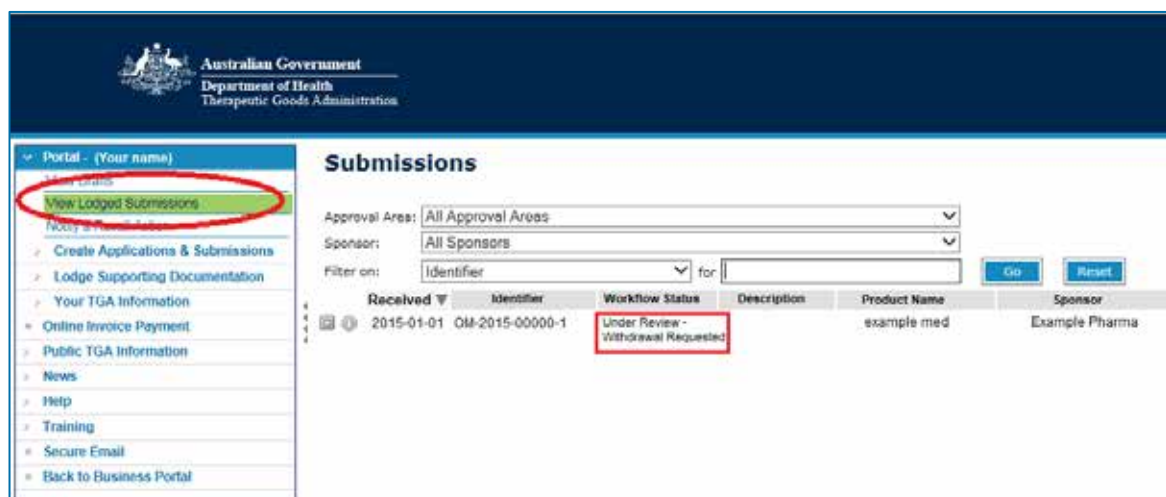 Australian Government
Department of Health
Therapeutic Goods Administration
Portal - (Your name)
View Drafts
View Lodged Submissions
Create Applications & Submissions
Lodge Supporting Documentation
Your TGA Information
Online Invoice Payment
Public TGA Information
News
Help
Training
Secure Email
Back to Business Portal
Submissions
Approval Area: All Approval Areas
Sponsor: All Sponsors
Filter on: Identifier for Go Reset
Received Identifier Workflow Status Description Product Name Sponsor
2015-01-01 OM-2015-00000-1 Under Review - example med Example Pharma
Withdrawal Requested